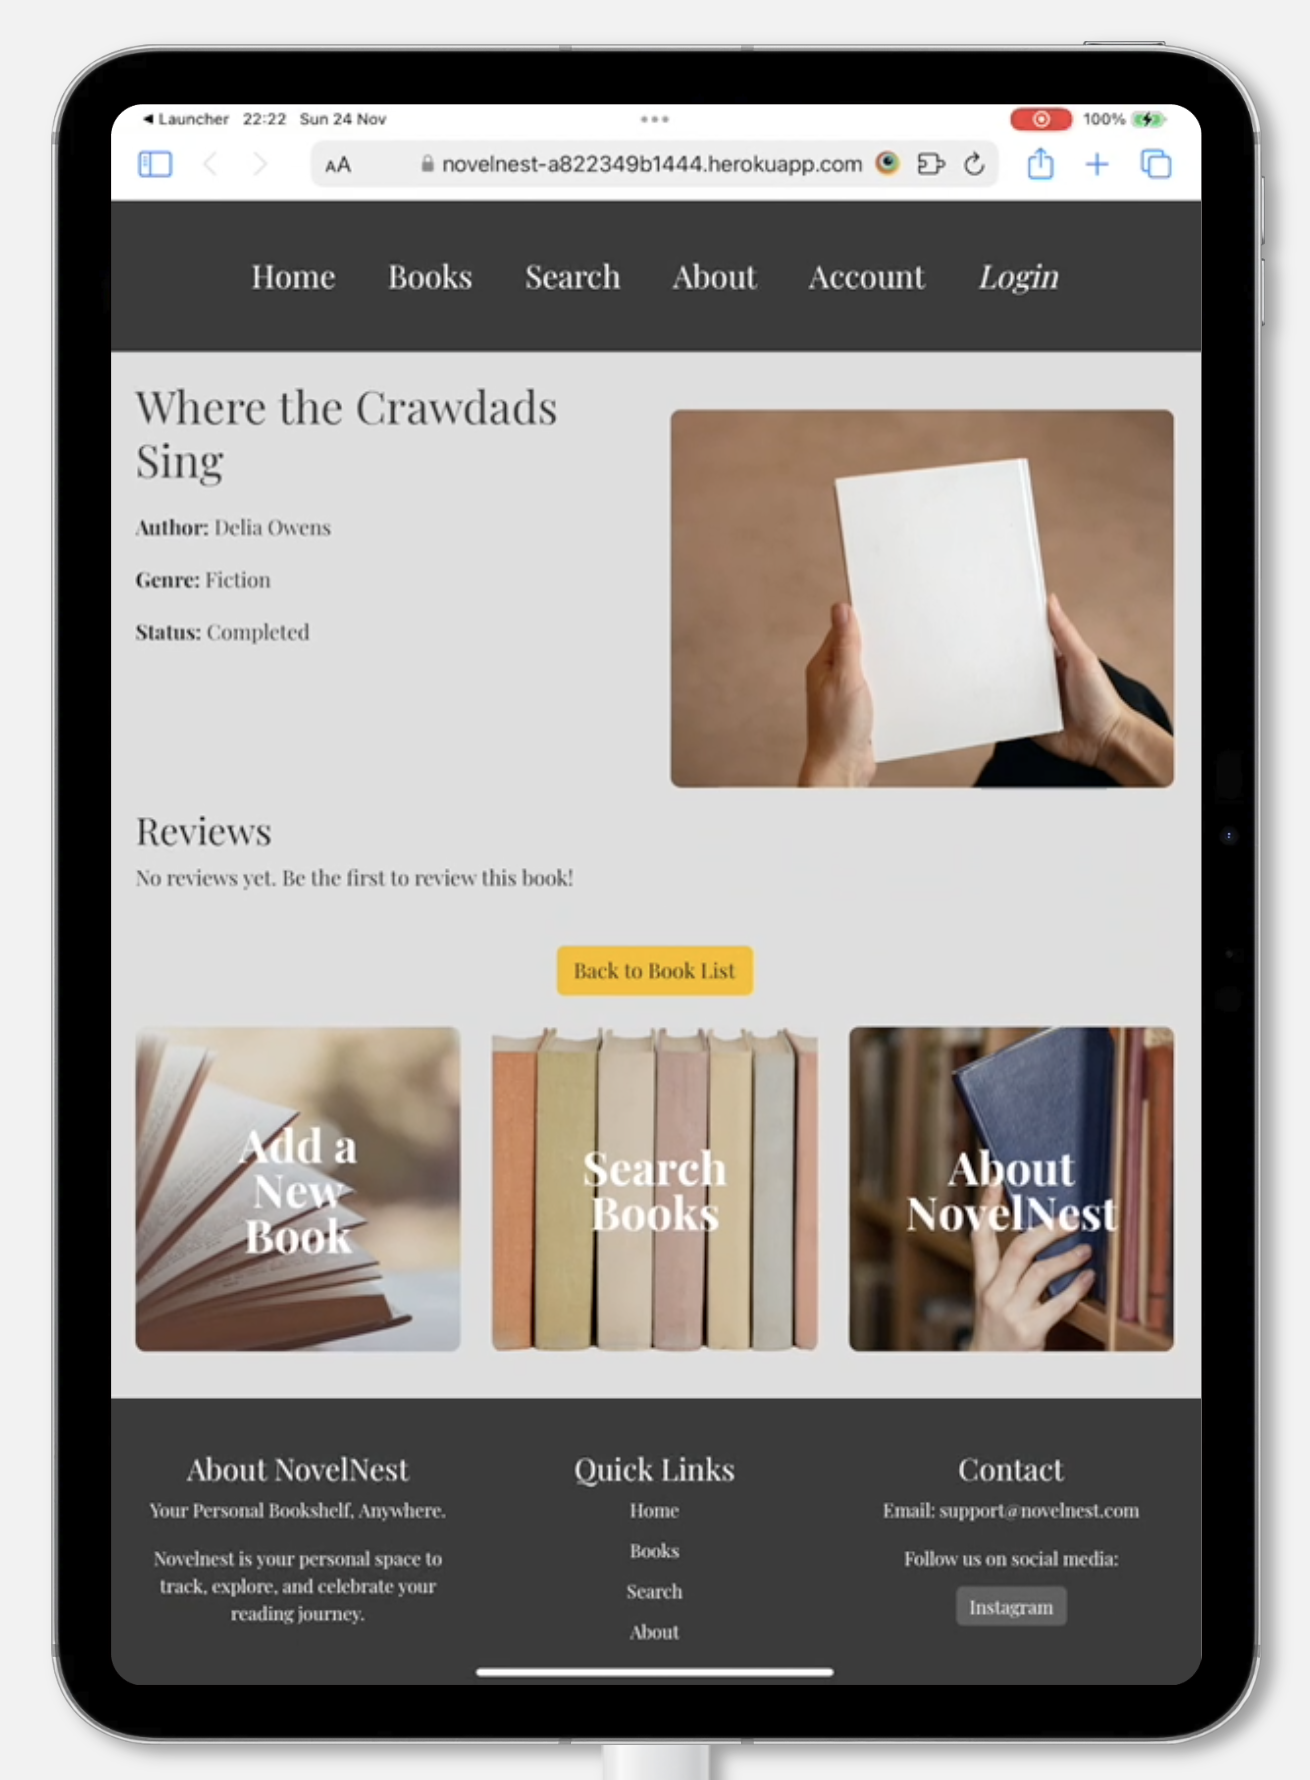 ◀ Launcher 22:22 Sun 24 Nov
100%
AA novelnest-a822349b1444.herokuapp.com
Home Books Search About Account Login
Where the Crawdads
Sing
Author: Delia Owens
Genre: Fiction
Status: Completed
Reviews
No reviews yet. Be the first to review this book!
Back to Book List
Add a
New
Book
Search
Books
About
NovelNest
About NovelNest
Your Personal Bookshelf, Anywhere.
Novelnest is your personal space to
track, explore, and celebrate your
reading journey.
Quick Links
Home
Books
Search
About
Contact
Email: support@novelnest.com
Follow us on social media:
Instagram